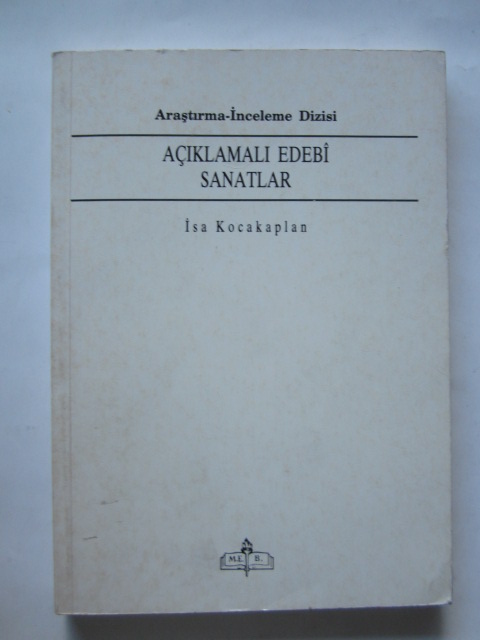 Araştırma-İnceleme Dizisi
AÇIKLAMALI EDEBÎ
SANATLAR
İsa Kocakaplan
M.E. B.